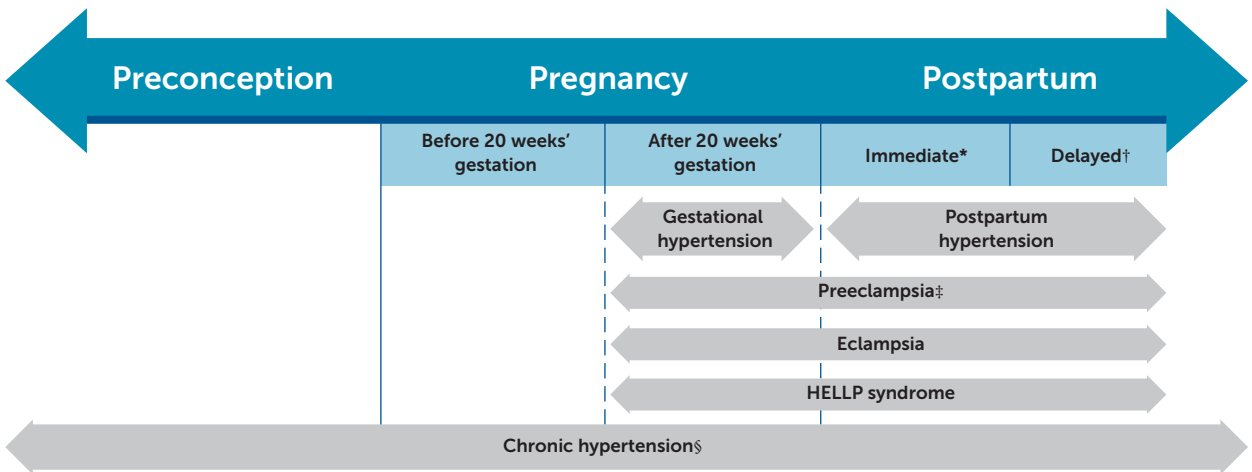 Preconception Pregnancy Postpartum
Before 20 weeks’
gestation
After 20 weeks’
gestation
Immediate*
Delayed†
Gestational
hypertension
Postpartum
hypertension
Preeclampsia‡
Eclampsia
HELLP syndrome
Chronic hypertension§